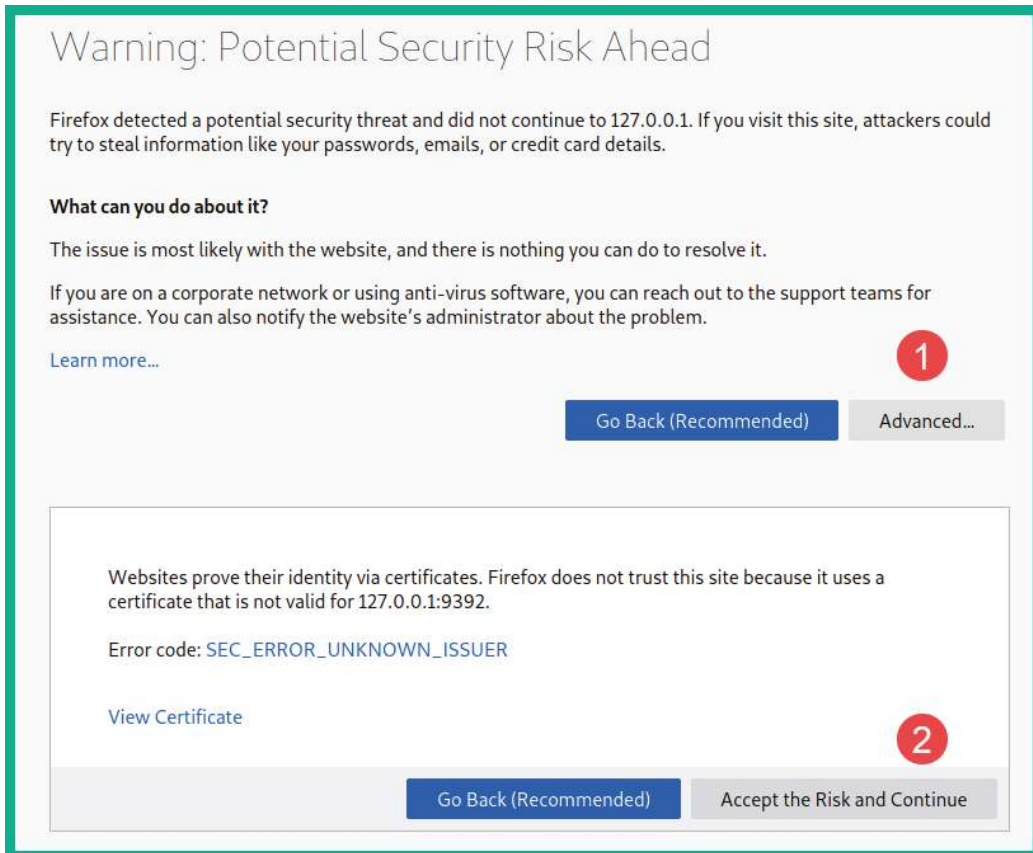 Warning: Potential Security Risk Ahead
Firefox detected a potential security threat and did not continue to 127.0.0.1. If you visit this site, attackers could
try to steal information like your passwords, emails, or credit card details.
What can you do about it?
The issue is most likely with the website, and there is nothing you can do to resolve it.
If you are on a corporate network or using anti-virus software, you can reach out to the support teams for
assistance. You can also notify the website’s administrator about the problem.
Learn more...
1
Go Back (Recommended) Advanced...
Websites prove their identity via certificates. Firefox does not trust this site because it uses a
certificate that is not valid for 127.0.0.1:9392.
Error code: SEC_ERROR_UNKNOWN_ISSUER
View Certificate
2
Go Back (Recommended) Accept the Risk and Continue